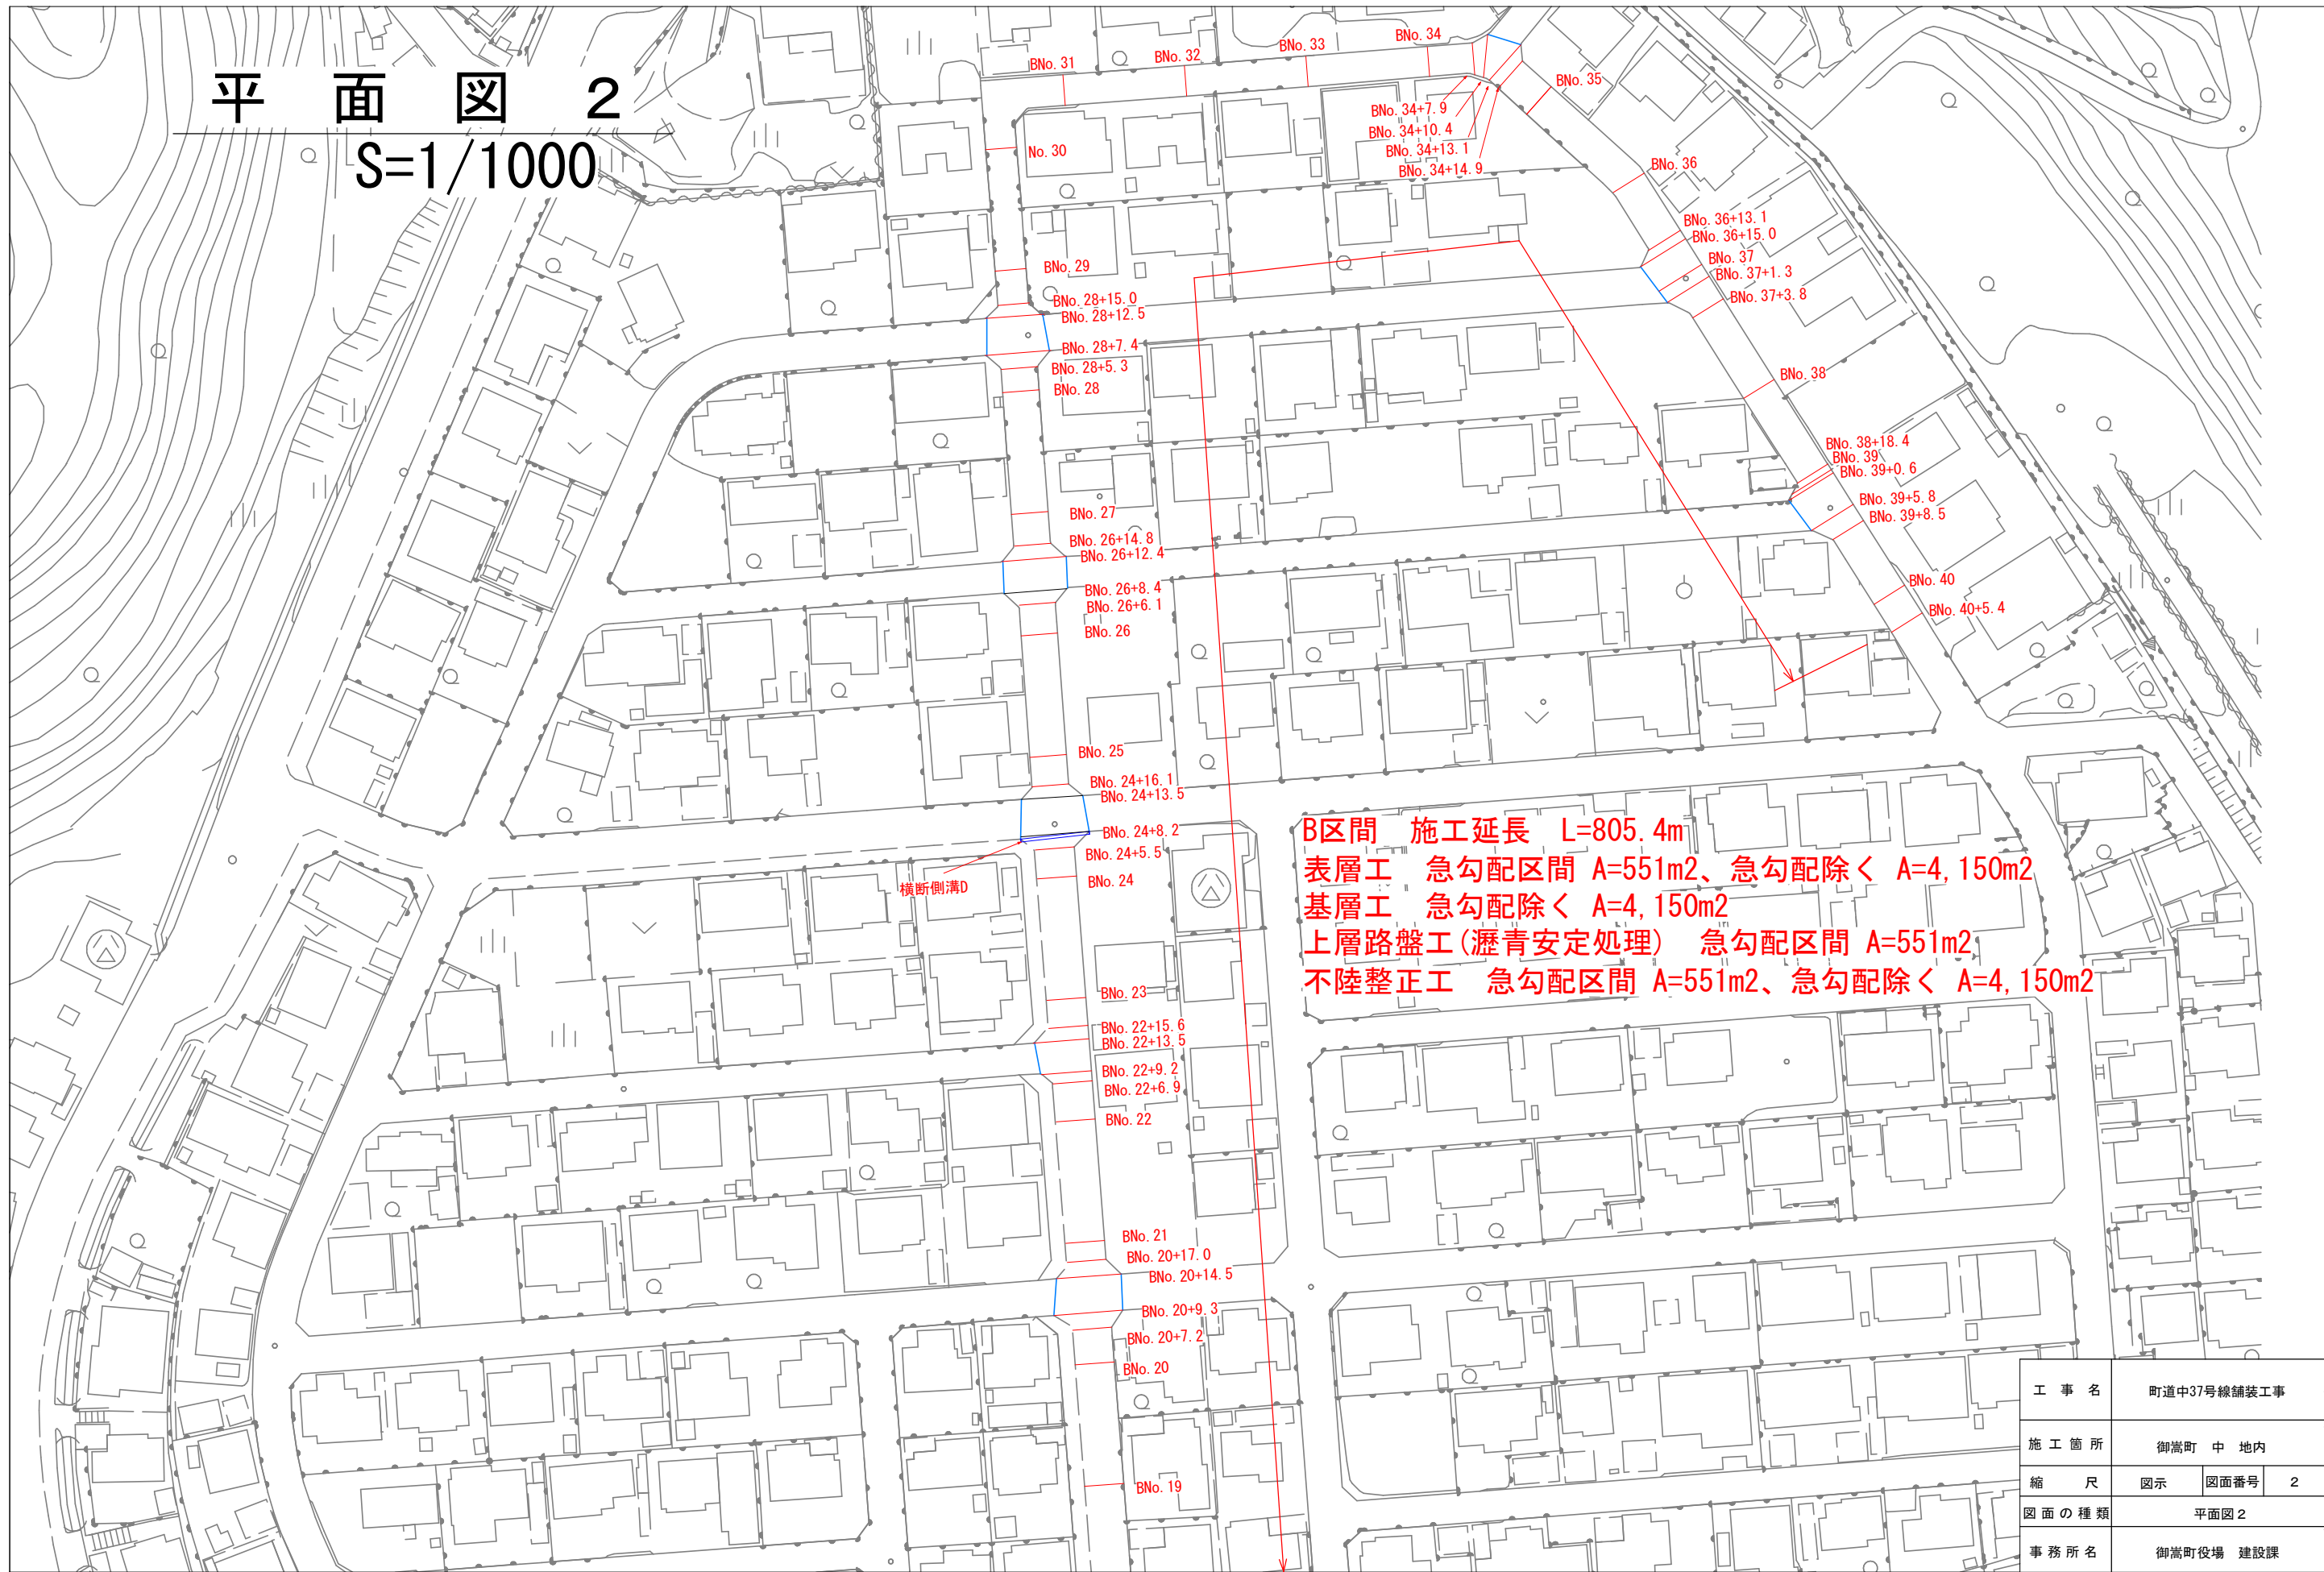 平面図 2
S=1/1000
BNo. 31
BNo. 32
BNo. 33
BNo. 34
BNo. 35
BNo. 34+7.9
BNo. 34+10.4
BNo. 34+13.1
BNo. 34+14.9
No. 30
BNo. 36
BNo. 36+13.1
BNo. 36+15.0
BNo. 37
BNo. 37+1.3
BNo. 37+3.8
BNo. 29
BNo. 28+15.0
BNo. 28+12.5
BNo. 28+7.4
BNo. 28+5.3
BNo. 28
BNo. 38
BNo. 38+18.4
BNo. 39
BNo. 39+0.6
BNo. 39+5.8
BNo. 39+8.5
BNo. 27
BNo. 26+14.8
BNo. 26+12.4
BNo. 26+8.4
BNo. 26+6.1
BNo. 26
BNo. 40
BNo. 40+5.4
BNo. 25
BNo. 24+16.1
BNo. 24+13.5
BNo. 24+8.2
BNo. 24+5.5
BNo. 24
横断側溝D
B区間 施工延長 L=805.4m
表層工 急勾配区間 A=551m2、急勾配除く A=4,150m2
基層工 急勾配除く A=4,150m2
上層路盤工(瀝青安定処理) 急勾配区間 A=551m2
不陸整正工 急勾配区間 A=551m2、急勾配除く A=4,150m2
BNo. 23
BNo. 22+15.6
BNo. 22+13.5
BNo. 22+9.2
BNo. 22+6.9
BNo. 22
BNo. 21
BNo. 20+17.0
BNo. 20+14.5
BNo. 20+9.3
BNo. 20+7.2
BNo. 20
BNo. 19
工事名 町道中37号線舗装工事
施工箇所 御嵩町 中 地内
縮尺 図示 図面番号 2
図面の種類 平面図2
事務所名 御嵩町役場 建設課